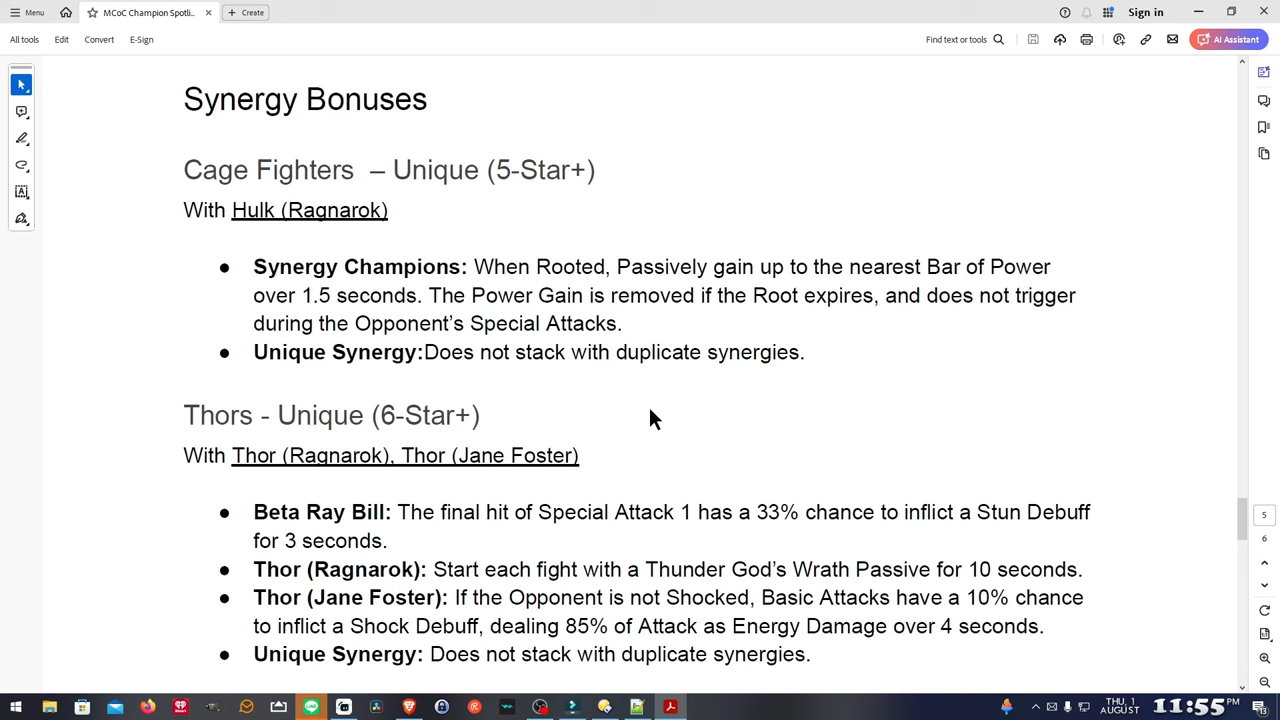 Menu
MCoC Champion Spotli...
Create
Sign in
All tools
Edit
Convert
E-Sign
Find text or tools
AI Assistant
Synergy Bonuses
Cage Fighters – Unique (5-Star+)
With Hulk (Ragnarok)
● Synergy Champions: When Rooted, Passively gain up to the nearest Bar of Power
over 1.5 seconds. The Power Gain is removed if the Root expires, and does not trigger
during the Opponent’s Special Attacks.
● Unique Synergy:Does not stack with duplicate synergies.
Thors - Unique (6-Star+)
With Thor (Ragnarok), Thor (Jane Foster)
● Beta Ray Bill: The final hit of Special Attack 1 has a 33% chance to inflict a Stun Debuff
for 3 seconds.
● Thor (Ragnarok): Start each fight with a Thunder God’s Wrath Passive for 10 seconds.
● Thor (Jane Foster): If the Opponent is not Shocked, Basic Attacks have a 10% chance
to inflict a Shock Debuff, dealing 85% of Attack as Energy Damage over 4 seconds.
● Unique Synergy: Does not stack with duplicate synergies.
5
6
THU, 1
AUGUST
11:55 PM